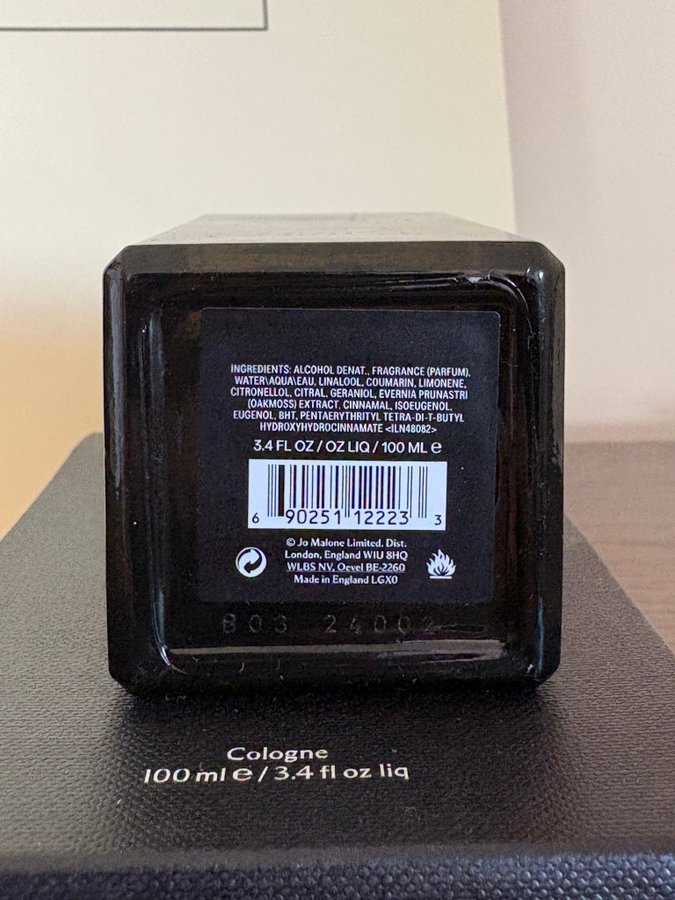 INGREDIENTS: ALCOHOL DENAT., FRAGRANCE (PARFUM),
WATER\AQUA\EAU, LINALOOL, COUMARIN, LIMONENE,
CITRONELLOL, CITRAL, GERANIOL, EVERNIA PRUNASTRI
(OAKMOSS) EXTRACT, CINNAMAL, ISOEUGENOL,
EUGENOL, BHT, PENTAERYTHRITYL TETRA-DI-T-BUTYL
HYDROXYHYDROCINNAMATE <ILN48082>
3.4 FL OZ / OZ LIQ / 100 ML ℮
6 90251 12223 3
© Jo Malone Limited. Dist.
London, England W1U 8HQ
WLBS NV, Oevel BE-2260
Made in England LGX0
B03 24002
Cologne
100 ml ℮ / 3.4 fl oz liq